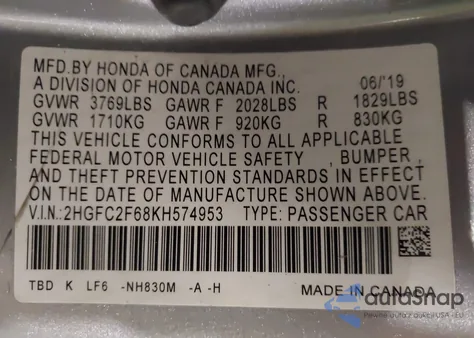 MFD.BY HONDA OF CANADA MFG.,
A DIVISION OF HONDA CANADA INC. 06/'19
GVWR 3769LBS GAWR F 2028LBS R 1829LBS
GVWR 1710KG GAWR F 920KG R 830KG
THIS VEHICLE CONFORMS TO ALL APPLICABLE
FEDERAL MOTOR VEHICLE SAFETY , BUMPER ,
AND THEFT PREVENTION STANDARDS IN EFFECT
ON THE DATE OF MANUFACTURE SHOWN ABOVE.
V.I.N.:2HGFC2F68KH574953 TYPE: PASSENGER CAR
TBD K LF6 -NH830M -A -H MADE IN CANADA
autosnap